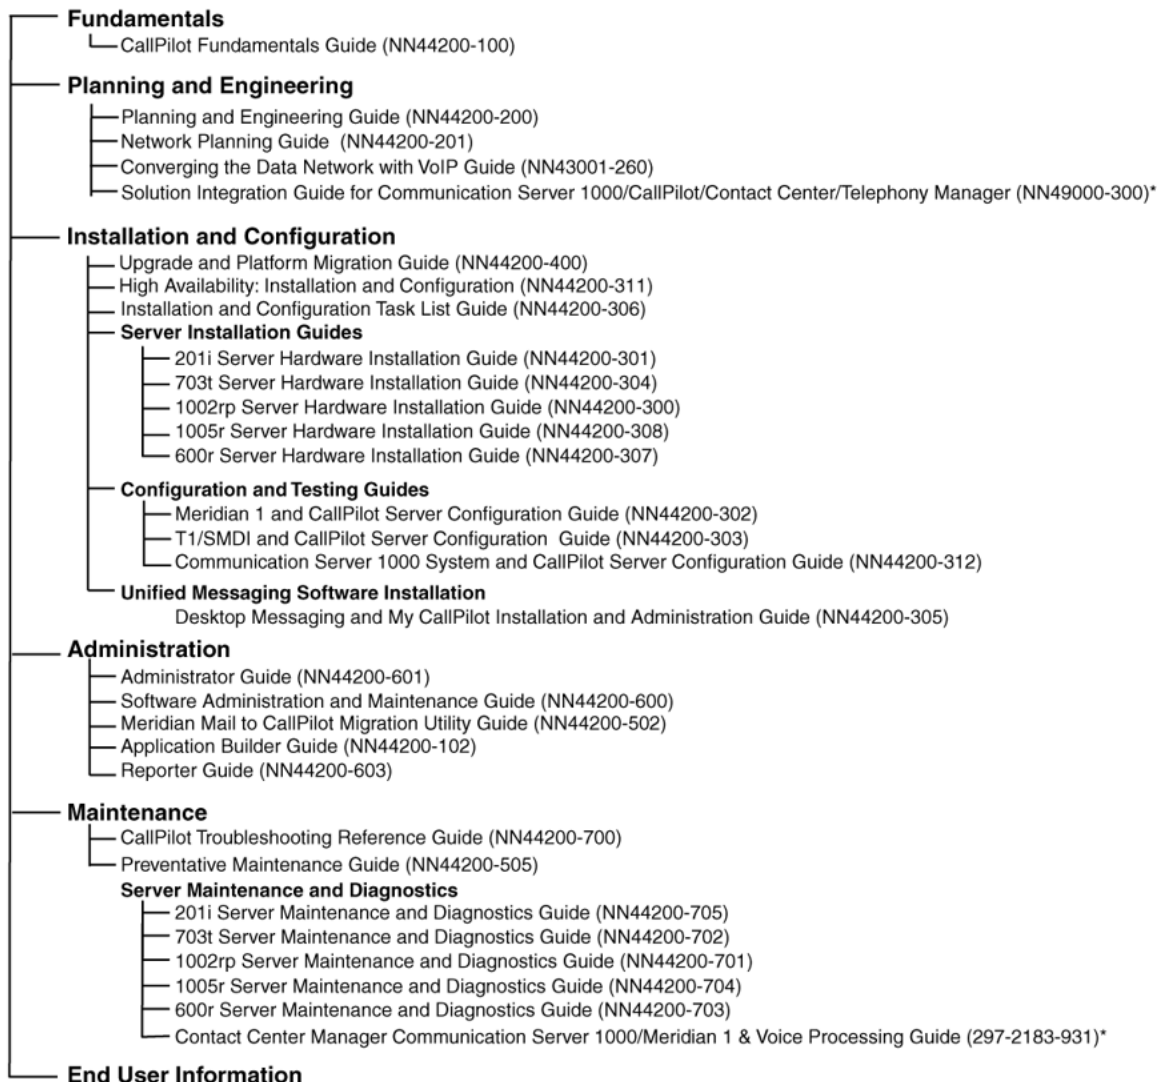 Fundamentals
CallPilot Fundamentals Guide (NN44200-100)
Planning and Engineering
Planning and Engineering Guide (NN44200-200)
Network Planning Guide (NN44200-201)
Converging the Data Network with VoIP Guide (NN43001-260)
Solution Integration Guide for Communication Server 1000/CallPilot/Contact Center/Telephony Manager (NN49000-300)*
Installation and Configuration
Upgrade and Platform Migration Guide (NN44200-400)
High Availability: Installation and Configuration (NN44200-311)
Installation and Configuration Task List Guide (NN44200-306)
Server Installation Guides
201i Server Hardware Installation Guide (NN44200-301)
703t Server Hardware Installation Guide (NN44200-304)
1002rp Server Hardware Installation Guide (NN44200-300)
1005r Server Hardware Installation Guide (NN44200-308)
600r Server Hardware Installation Guide (NN44200-307)
Configuration and Testing Guides
Meridian 1 and CallPilot Server Configuration Guide (NN44200-302)
T1/SMDI and CallPilot Server Configuration Guide (NN44200-303)
Communication Server 1000 System and CallPilot Server Configuration Guide (NN44200-312)
Unified Messaging Software Installation
Desktop Messaging and My CallPilot Installation and Administration Guide (NN44200-305)
Administration
Administrator Guide (NN44200-601)
Software Administration and Maintenance Guide (NN44200-600)
Meridian Mail to CallPilot Migration Utility Guide (NN44200-502)
Application Builder Guide (NN44200-102)
Reporter Guide (NN44200-603)
Maintenance
CallPilot Troubleshooting Reference Guide (NN44200-700)
Preventative Maintenance Guide (NN44200-505)
Server Maintenance and Diagnostics
201i Server Maintenance and Diagnostics Guide (NN44200-705)
703t Server Maintenance and Diagnostics Guide (NN44200-702)
1002rp Server Maintenance and Diagnostics Guide (NN44200-701)
1005r Server Maintenance and Diagnostics Guide (NN44200-704)
600r Server Maintenance and Diagnostics Guide (NN44200-703)
Contact Center Manager Communication Server 1000/Meridian 1 & Voice Processing Guide (297-2183-931)*
End User Information